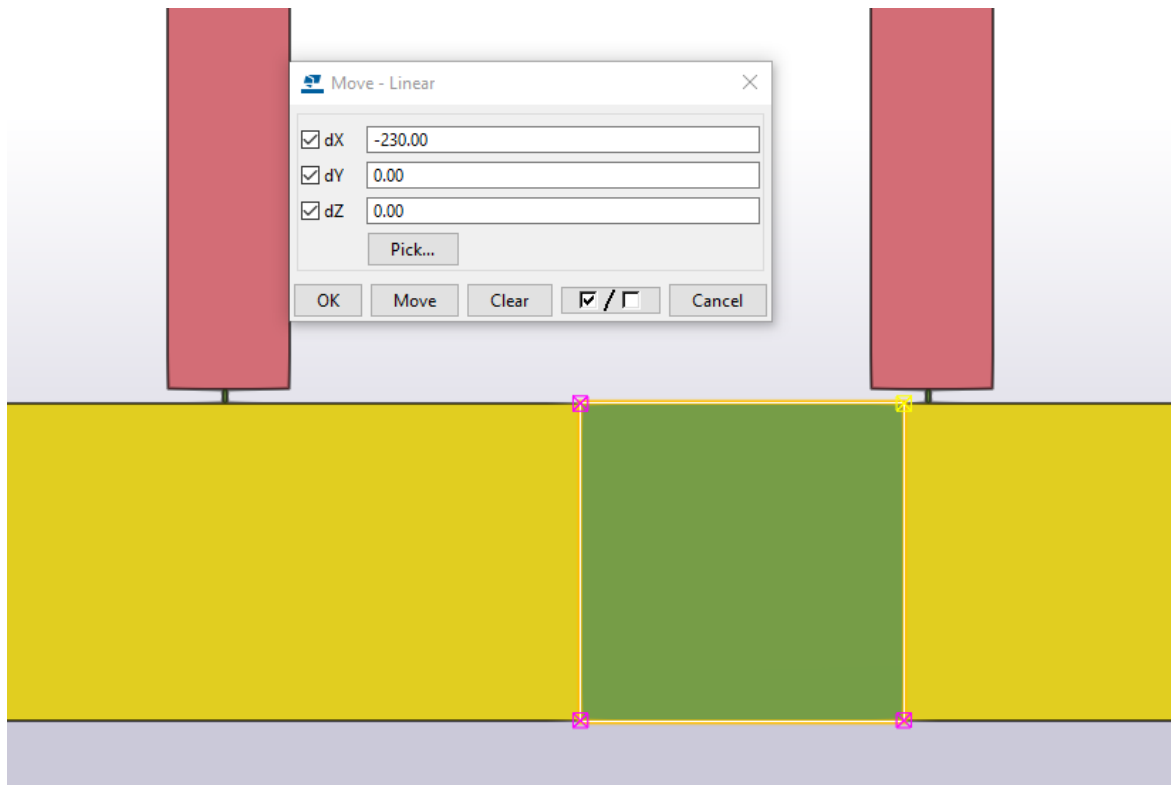 Move - Linear
dX -230.00
dY 0.00
dZ 0.00
Pick...
OK Move Clear / Cancel